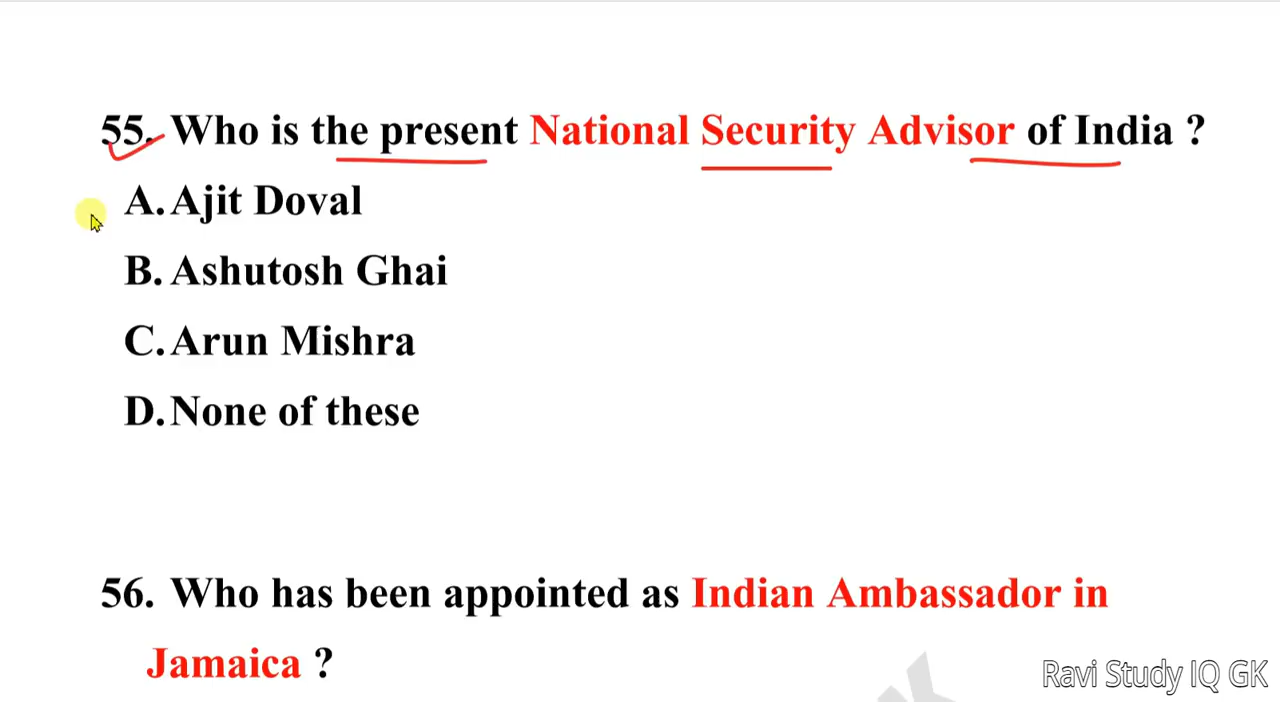 55. Who is the present National Security Advisor of India ?
A. Ajit Doval
B. Ashutosh Ghai
C. Arun Mishra
D. None of these
56. Who has been appointed as Indian Ambassador in
Jamaica ?
Ravi Study IQ GK